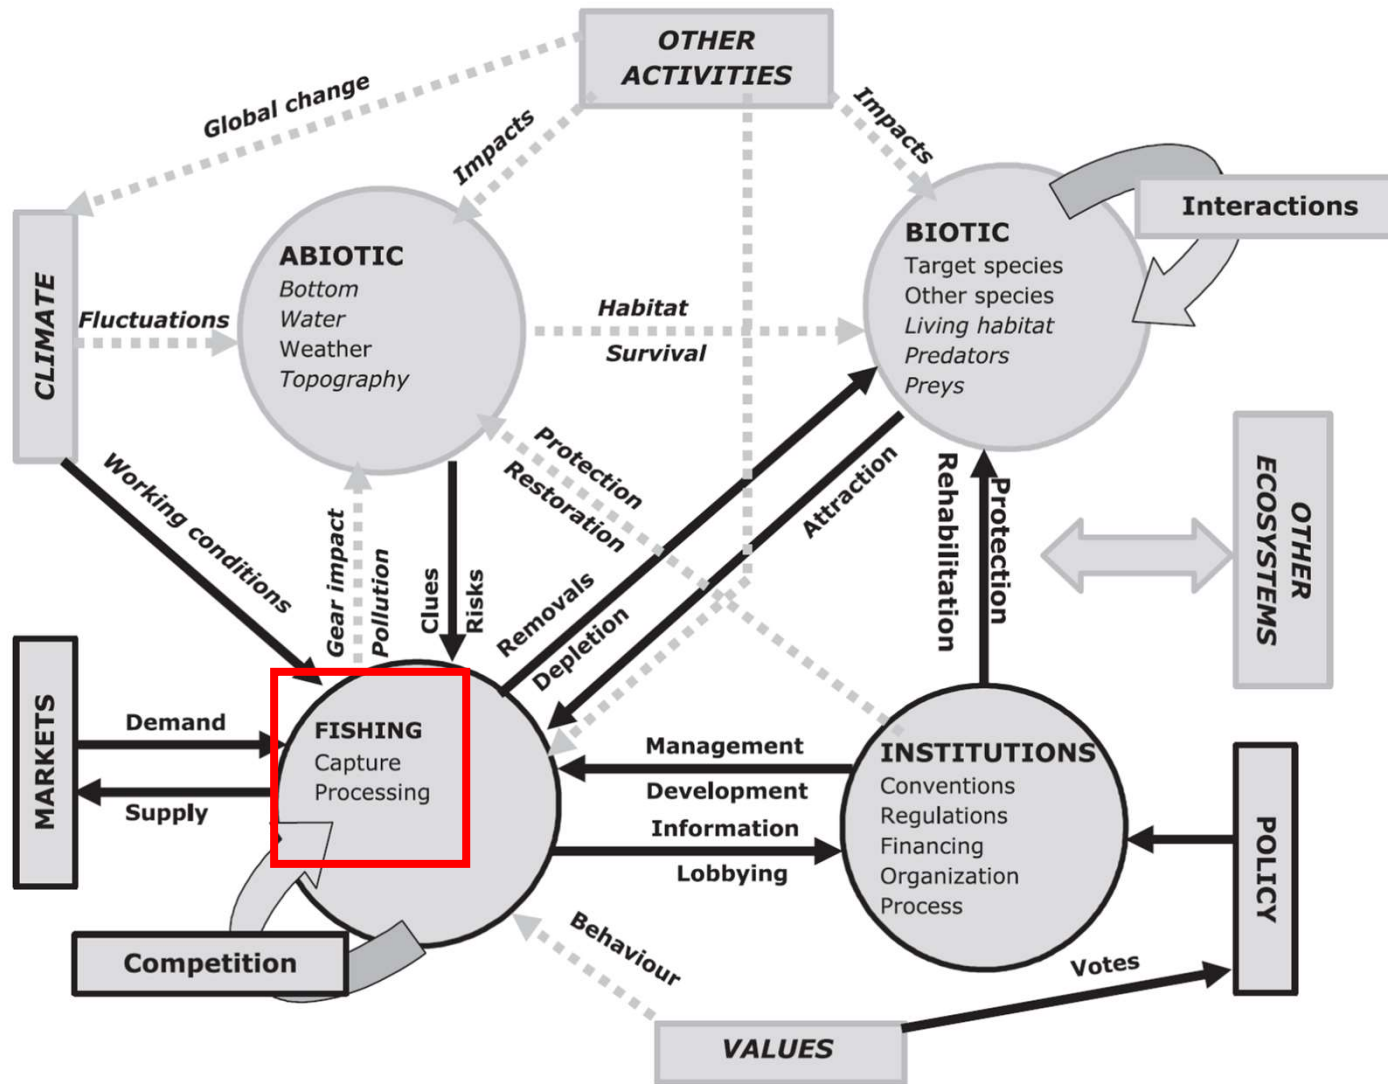 OTHER
ACTIVITIES
Global change
Impacts
Impacts
Interactions
BIOTIC
Target species
Other species
Living habitat
Predators
Preys
ABIOTIC
Bottom
Water
Weather
Topography
CLIMATE
Fluctuations
Habitat
Survival
Working conditions
Gear impact
Pollution
Clues
Risks
Protection
Restoration
Removals
Depletion
Attraction
Rehabilitation
Protection
OTHER
ECOSYSTEMS
MARKETS
Demand
Supply
FISHING
Capture
Processing
Management
Development
Information
Lobbying
INSTITUTIONS
Conventions
Regulations
Financing
Organization
Process
POLICY
Competition
Behaviour
Votes
VALUES